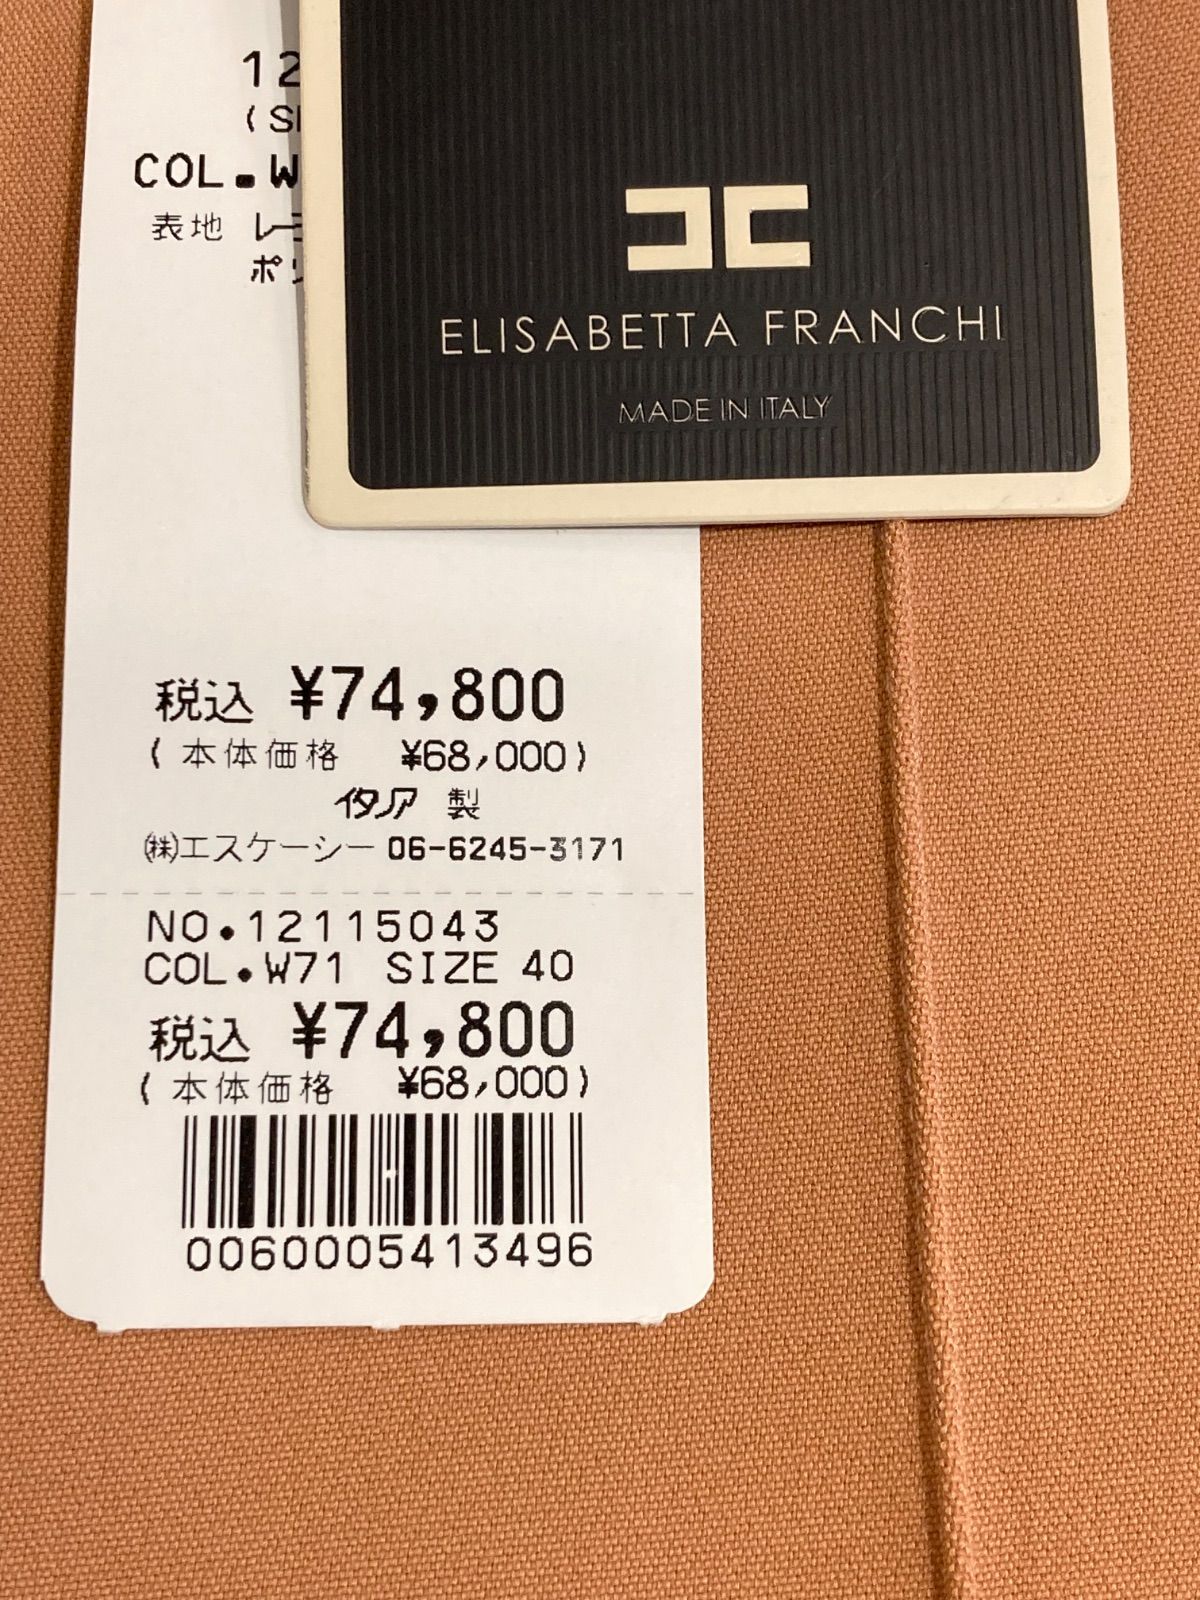 COL.W
表地
ELISABETTA FRANCHI
MADE IN ITALY
税込 ¥74,800
(本体価格 ¥68,000)
イタリア 製
㈱エスケーシー 06-6245-3171
NO.12115043
COL.W71 SIZE 40
税込 ¥74,800
(本体価格 ¥68,000)
0060005413496